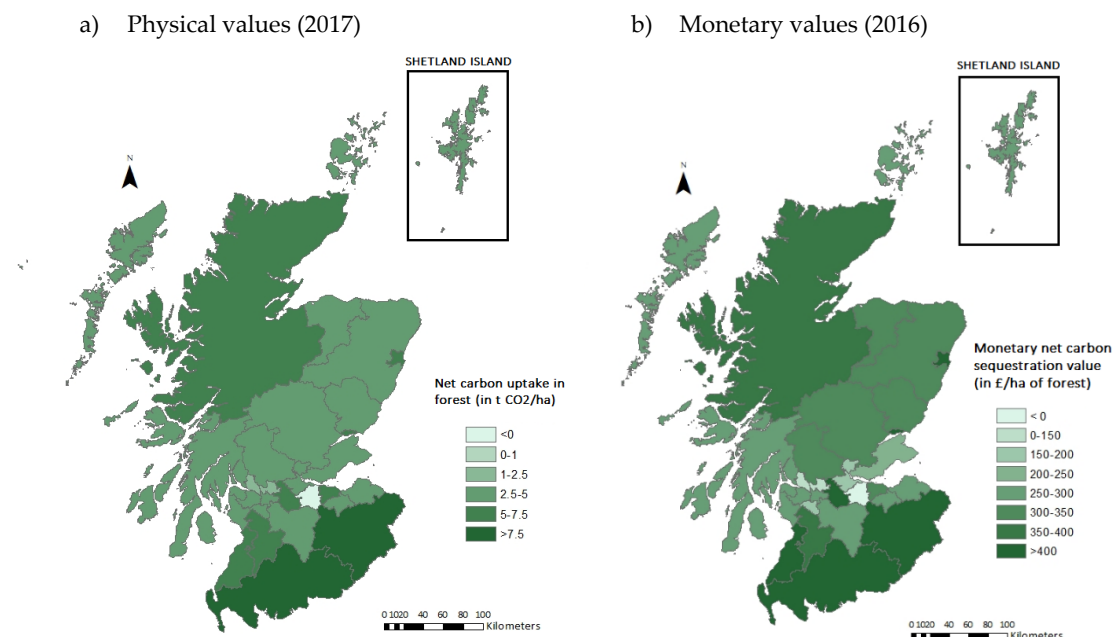 a) Physical values (2017)
b) Monetary values (2016)
SHETLAND ISLAND
N
Net carbon uptake in
forest (in t CO2/ha)
<0
0-1
1-2.5
2.5-5
5-7.5
>7.5
0 10 20 40 60 80 100
Kilometers
SHETLAND ISLAND
N
Monetary net carbon
sequestration value
(in £/ha of forest)
< 0
0-150
150-200
200-250
250-300
300-350
350-400
>400
0 10 20 40 60 80 100
Kilometers